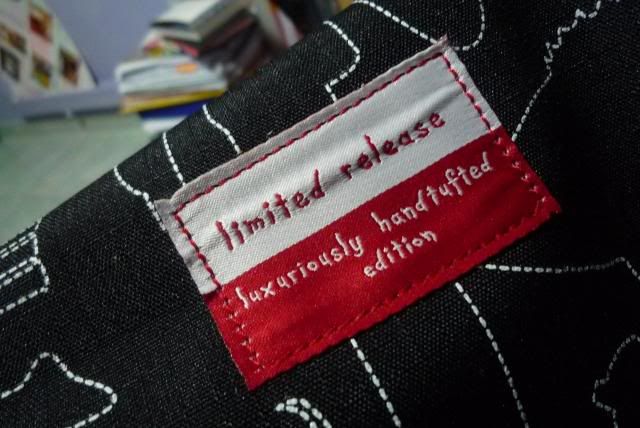 limited release
luxuriously handtufted
edition